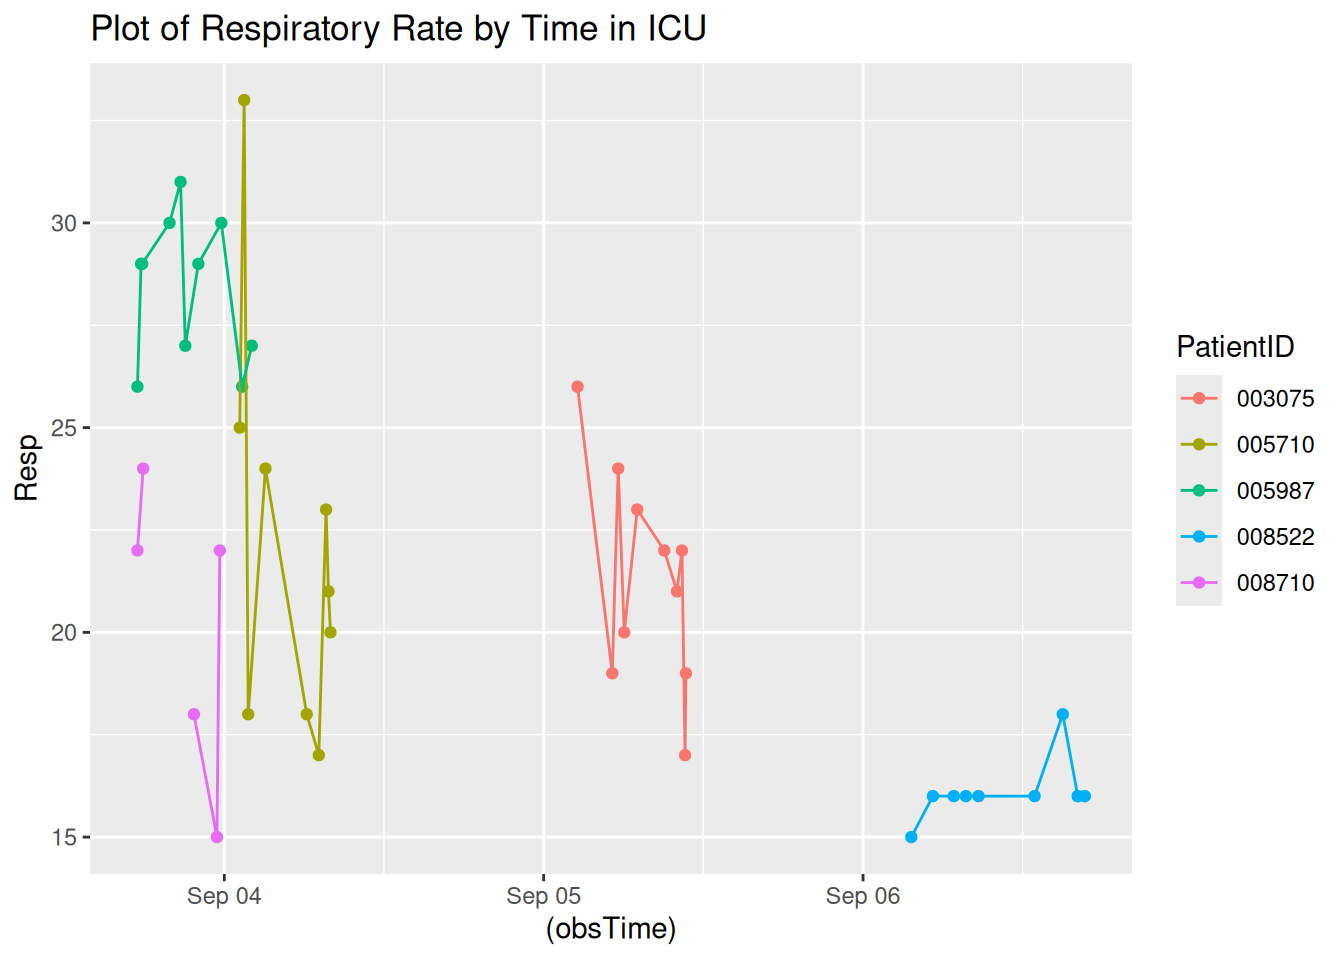 Plot of Respiratory Rate by Time in ICU
Resp
30
25
20
15
Sep 04
Sep 05
Sep 06
(obsTime)
PatientID
003075
005710
005987
008522
008710